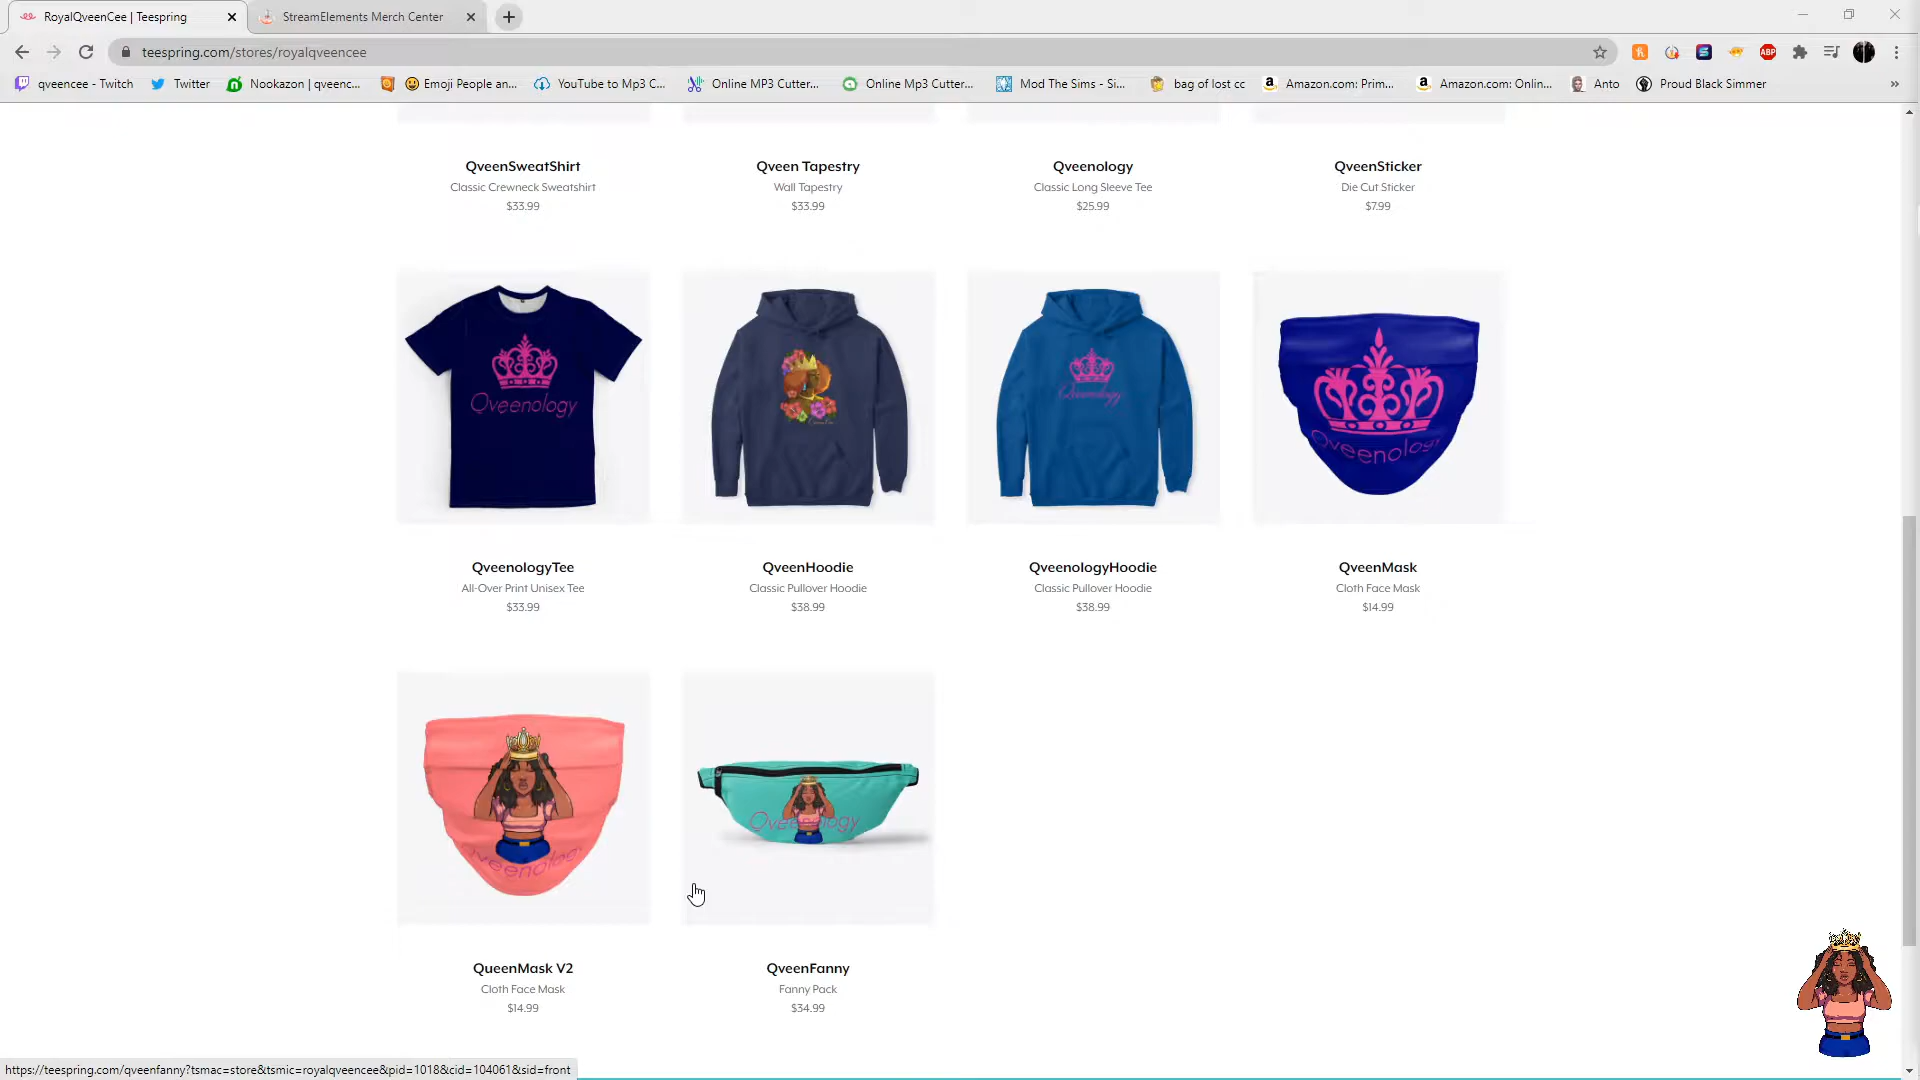 RoyalQveenCee | Teespring
StreamElements Merch Center
teespring.com/stores/royalqveencee
ABP
qveencee - Twitch
Twitter
Nookazon | qveenc...
Emoji People an...
YouTube to Mp3 C...
Online MP3 Cutter...
Online Mp3 Cutter...
Mod The Sims - Si...
bag of lost cc
Amazon.com: Prim...
Amazon.com: Onlin...
Anto
Proud Black Simmer
QveenSweatShirt
Classic Crewneck Sweatshirt
$33.99
Qveen Tapestry
Wall Tapestry
$33.99
Qveenology
Classic Long Sleeve Tee
$25.99
QveenSticker
Die Cut Sticker
$7.99
Qveenology
Qveenology
Qveenology
QveenologyTee
All-Over Print Unisex Tee
$33.99
QveenHoodie
Classic Pullover Hoodie
$38.99
QveenologyHoodie
Classic Pullover Hoodie
$38.99
QveenMask
Cloth Face Mask
$14.99
Qveenology
QueenMask V2
Cloth Face Mask
$14.99
QveenFanny
Fanny Pack
$34.99
https://teespring.com/qveenfanny?tsmac=store&tsmic=royalqveencee&pid=1018&cid=104061&sid=front